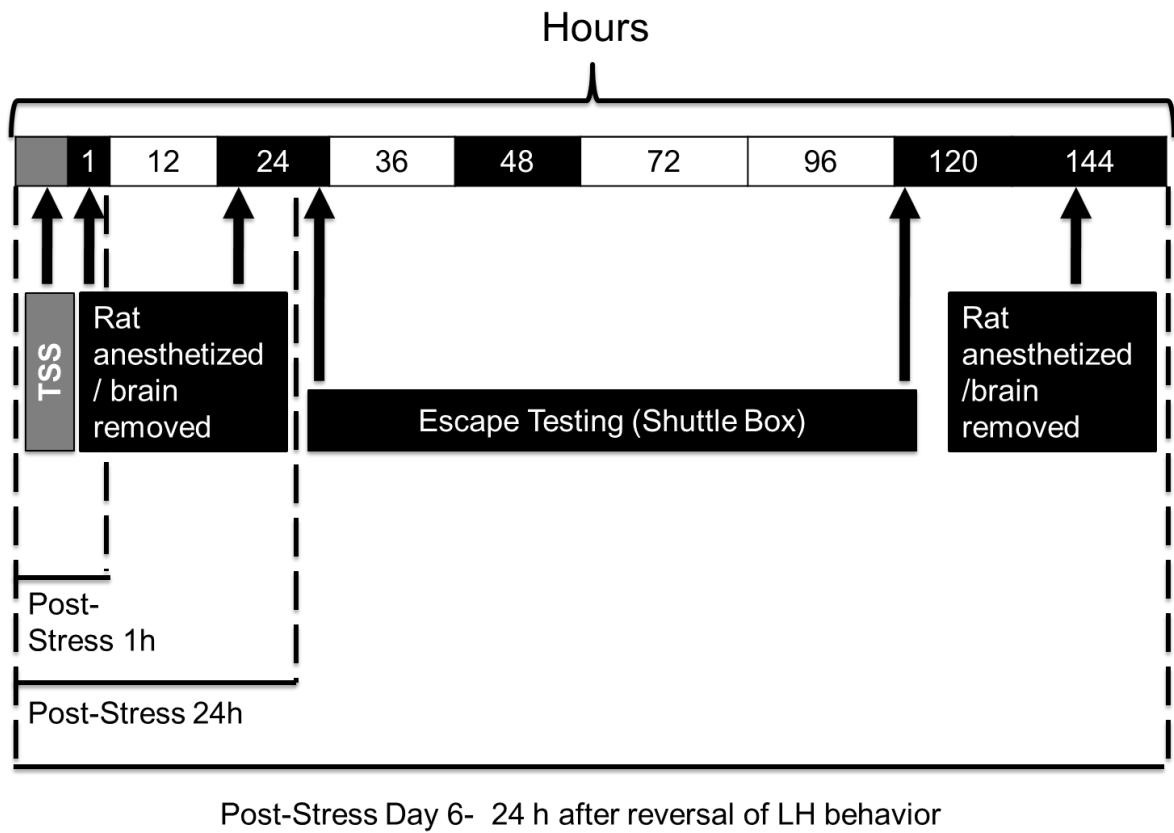 Hours
1 12 24 36 48 72 96 120 144
TSS
Rat
anesthetized
/ brain
removed
Escape Testing (Shuttle Box)
Rat
anesthetized
/brain
removed
Post-
Stress 1h
Post-Stress 24h
Post-Stress Day 6- 24 h after reversal of LH behavior